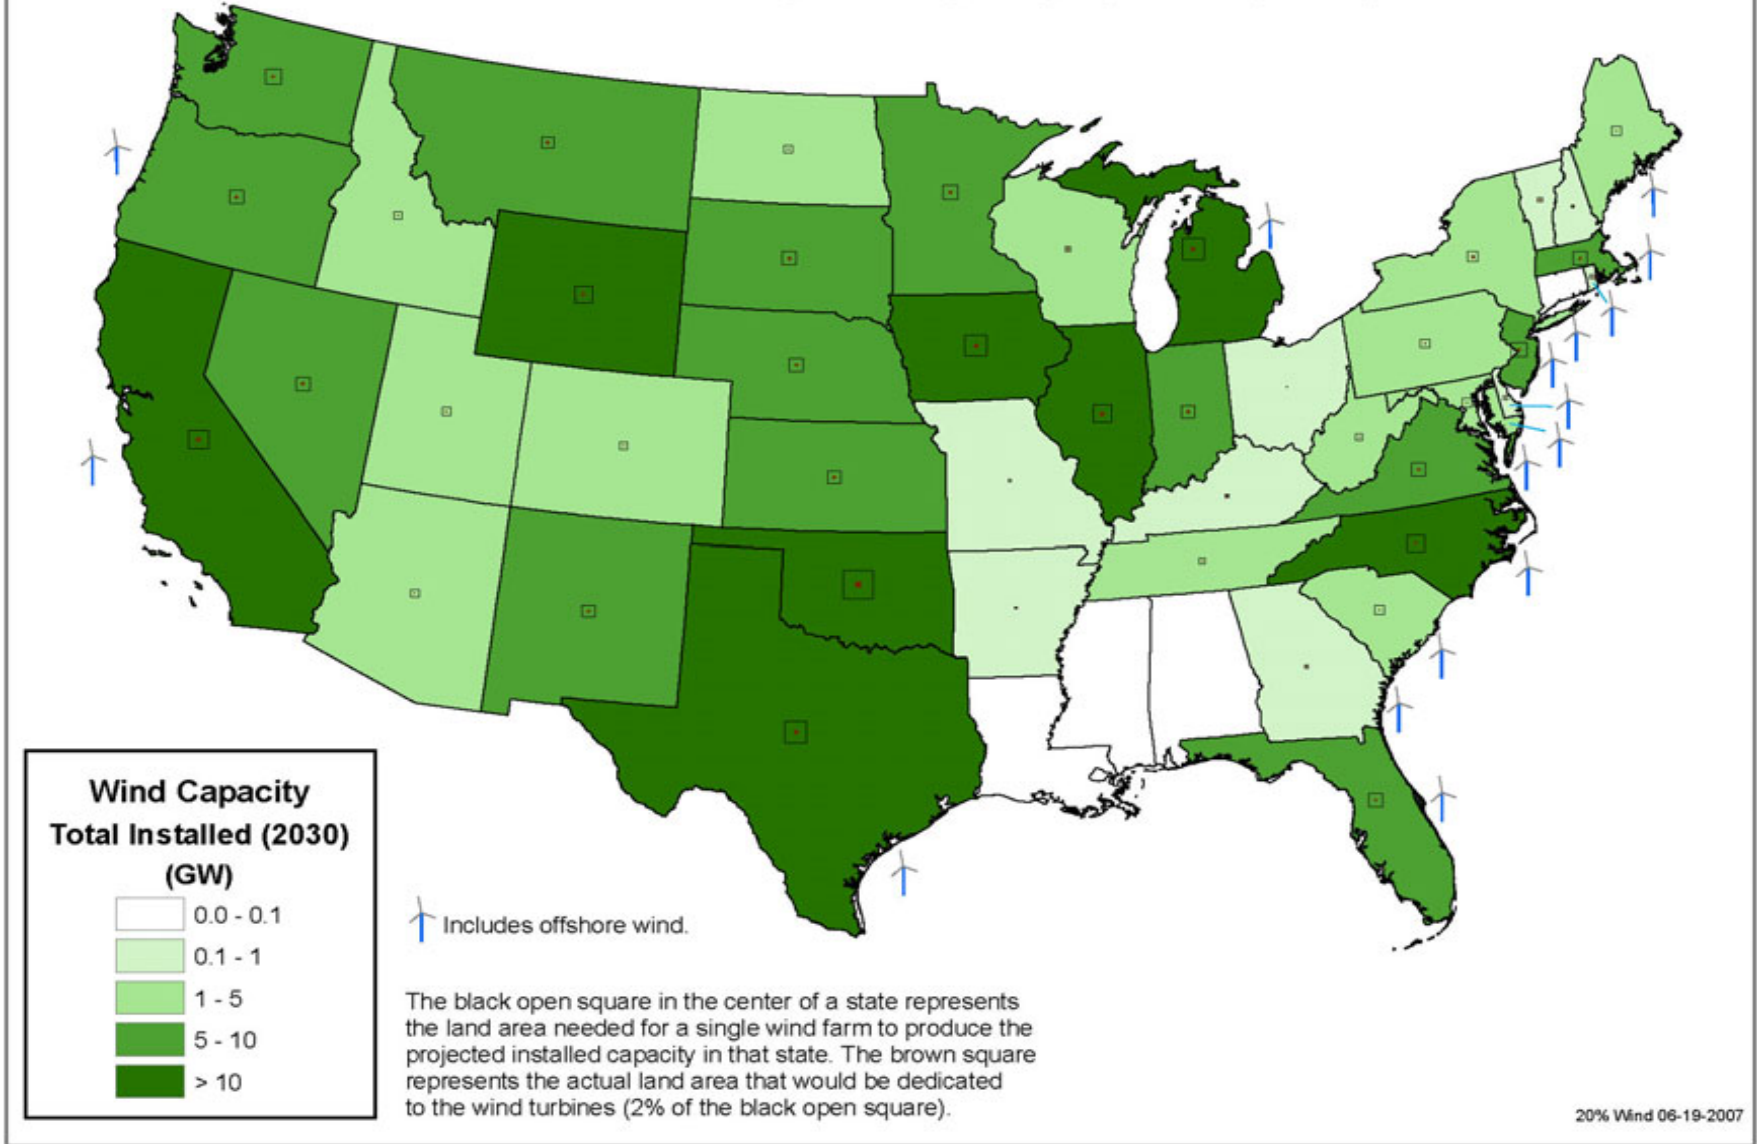 Wind Capacity
Total Installed (2030)
(GW)
0.0 - 0.1
0.1 - 1
1 - 5
5 - 10
> 10
Includes offshore wind.
The black open square in the center of a state represents
the land area needed for a single wind farm to produce the
projected installed capacity in that state. The brown square
represents the actual land area that would be dedicated
to the wind turbines (2% of the black open square).
20% Wind 06-19-2007